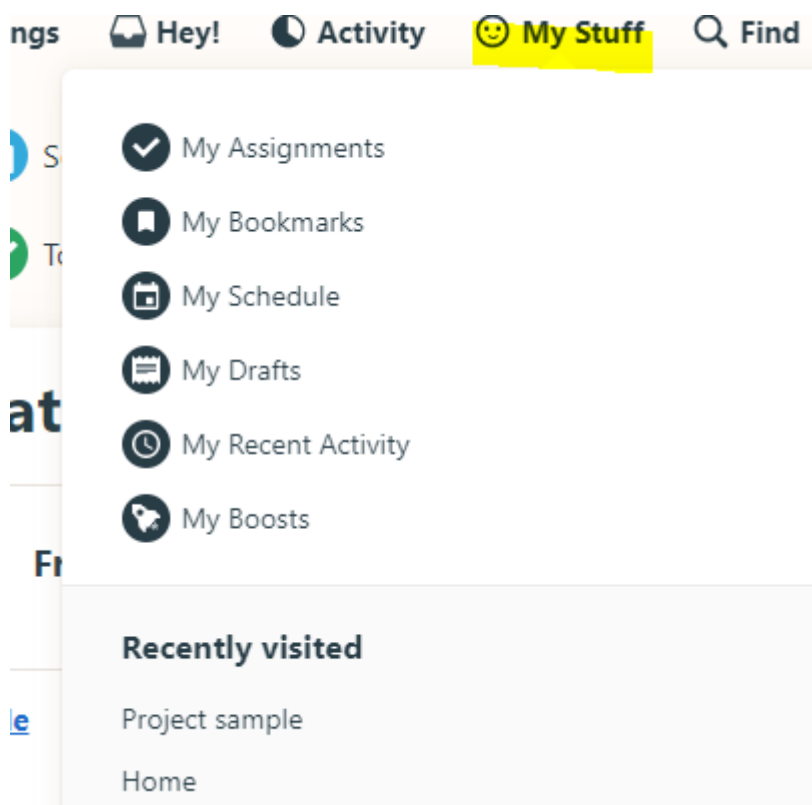 ngs Hey! Activity My Stuff Find
My Assignments
My Bookmarks
My Schedule
My Drafts
My Recent Activity
My Boosts
Recently visited
Project sample
Home